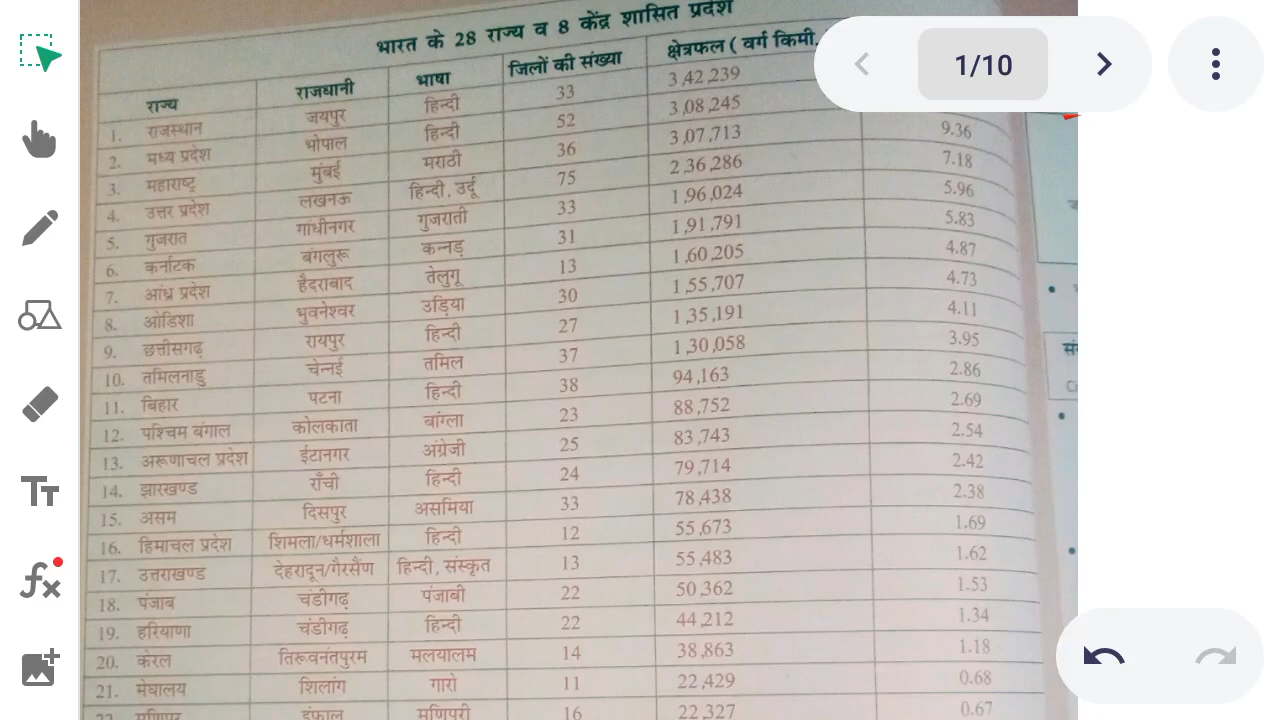 भारत के 28 राज्य व 8 केंद्र शासित प्रदेश
राज्य राजधानी भाषा जिलों की संख्या क्षेत्रफल ( वर्ग किमी.
1. राजस्थान जयपुर हिन्दी 33 3,42,239
2. मध्य प्रदेश भोपाल हिन्दी 52 3,08,245
3. महाराष्ट्र मुंबई मराठी 36 3,07,713 9.36
4. उत्तर प्रदेश लखनऊ हिन्दी, उर्दू 75 2,36,286 7.18
5. गुजरात गांधीनगर गुजराती 33 1,96,024 5.96
6. कर्नाटक बंगलुरू कन्नड़ 31 1,91,791 5.83
7. आंध्र प्रदेश हैदराबाद तेलुगू 13 1,60,205 4.87
8. ओडिशा भुवनेश्वर उड़िया 30 1,55,707 4.73
9. छत्तीसगढ़ रायपुर हिन्दी 27 1,35,191 4.11
10. तमिलनाडु चेन्नई तमिल 37 1,30,058 3.95
11. बिहार पटना हिन्दी 38 94,163 2.86
12. पश्चिम बंगाल कोलकाता बांग्ला 23 88,752 2.69
13. अरूणाचल प्रदेश ईटानगर अंग्रेजी 25 83,743 2.54
14. झारखण्ड राँची हिन्दी 24 79,714 2.42
15. असम दिसपुर असमिया 33 78,438 2.38
16. हिमाचल प्रदेश शिमला/धर्मशाला हिन्दी 12 55,673 1.69
17. उत्तराखण्ड देहरादून/गैरसैंण हिन्दी, संस्कृत 13 55,483 1.62
18. पंजाब चंडीगढ़ पंजाबी 22 50,362 1.53
19. हरियाणा चंडीगढ़ हिन्दी 22 44,212 1.34
20. केरल तिरूवनंतपुरम मलयालम 14 38,863 1.18
21. मेघालय शिलांग गारो 11 22,429 0.68
22. मणिपुर इंफाल मणिपुरी 16 22,327 0.67
1/10